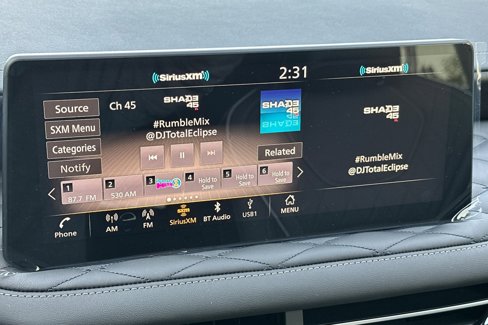 SiriusXM
2:31
SiriusXM
Source
Ch 45
SHADE 45
SHADE 45
SHADE 45
SXM Menu
#RumbleMix
@DJTotalEclipse
Categories
Notify
Related
#RumbleMix
@DJTotalEclipse
1
87.7 FM
2
530 AM
3
4
Hold to
Save
5
Hold to
Save
6
Hold to
Save
Phone
AM
FM
SiriusXM
BT Audio
USB1
MENU